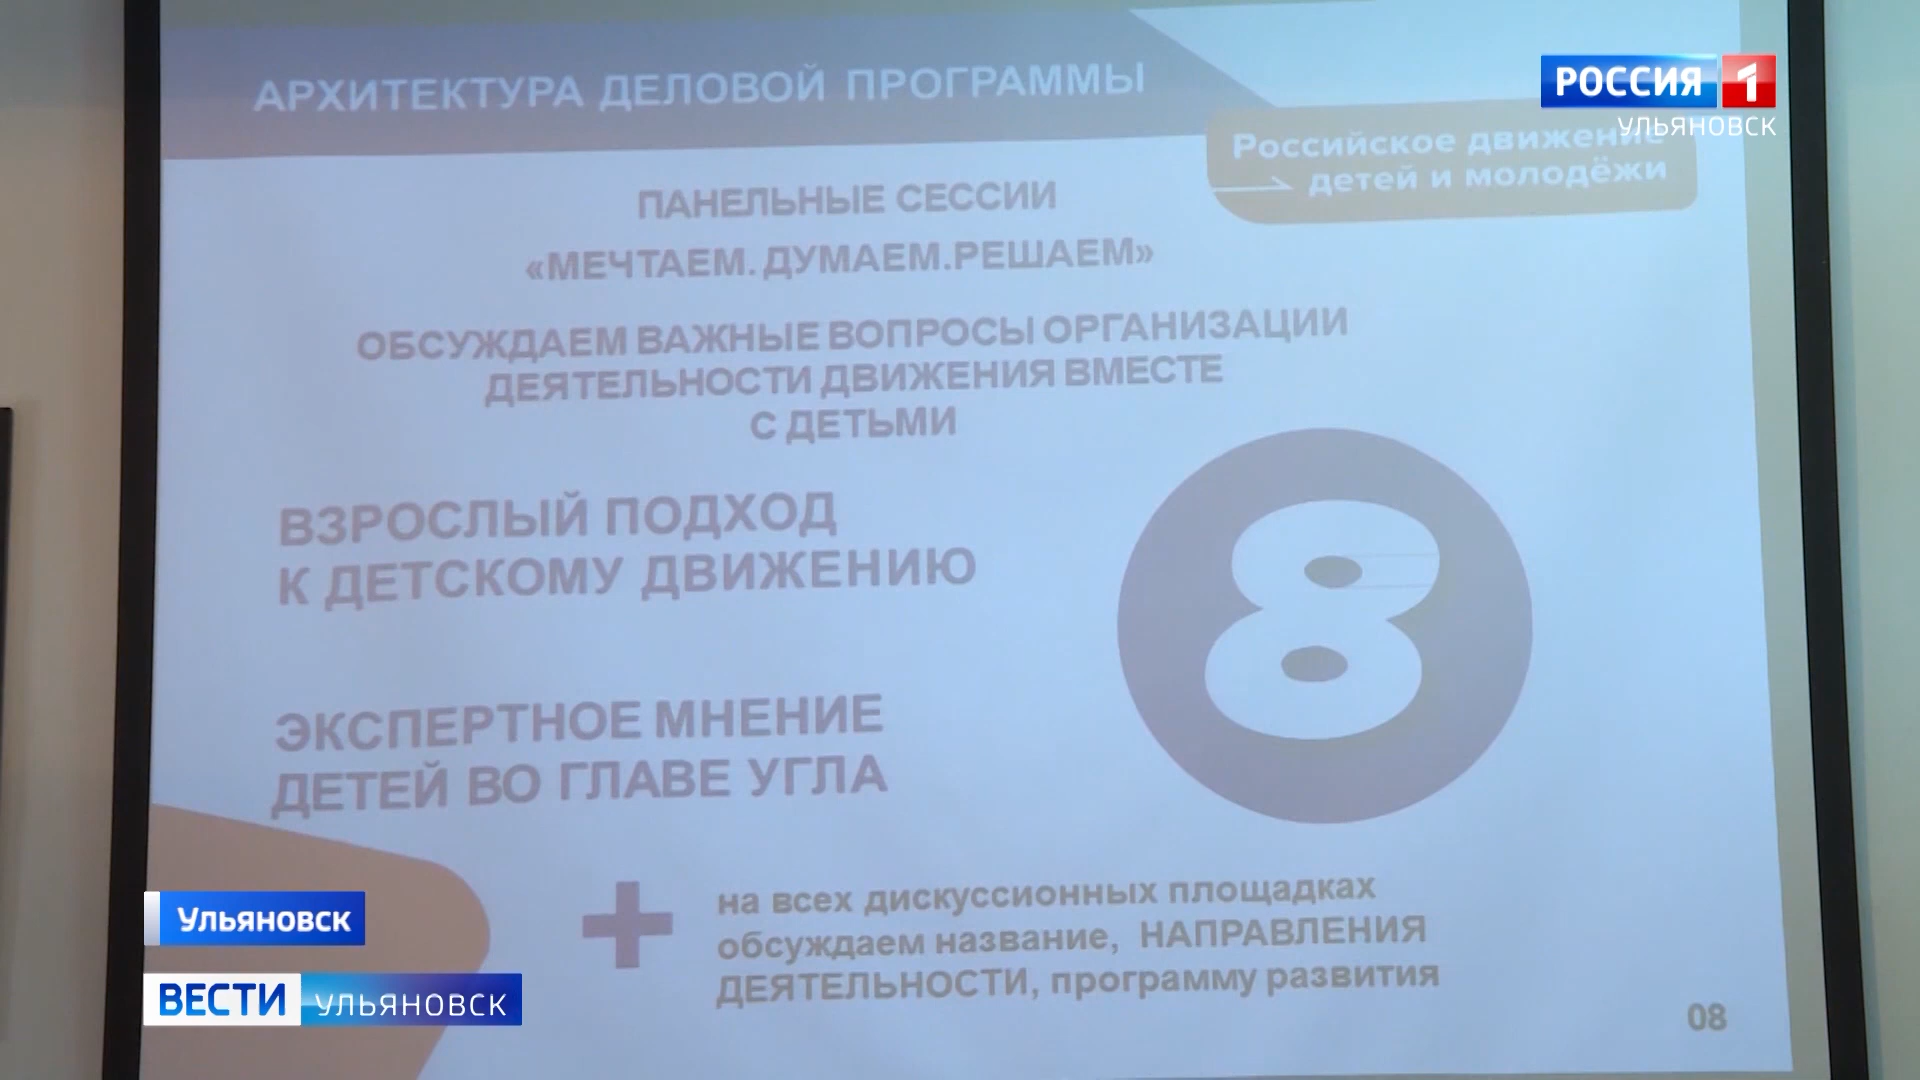 АРХИТЕКТУРА ДЕЛОВОЙ ПРОГРАММЫ
РОССИЯ 1
УЛЬЯНОВСК
Российское движение
детей и молодёжи
ПАНЕЛЬНЫЕ СЕССИИ
«МЕЧТАЕМ.ДУМАЕМ.РЕШАЕМ»
ОБСУЖДАЕМ ВАЖНЫЕ ВОПРОСЫ ОРГАНИЗАЦИИ
ДЕЯТЕЛЬНОСТИ ДВИЖЕНИЯ ВМЕСТЕ
С ДЕТЬМИ
ВЗРОСЛЫЙ ПОДХОД
К ДЕТСКОМУ ДВИЖЕНИЮ
8
ЭКСПЕРТНОЕ МНЕНИЕ
ДЕТЕЙ ВО ГЛАВЕ УГЛА
+
на всех дискуссионных площадках
обсуждаем название, НАПРАВЛЕНИЯ
ДЕЯТЕЛЬНОСТИ, программу развития
08
Ульяновск
ВЕСТИ УЛЬЯНОВСК